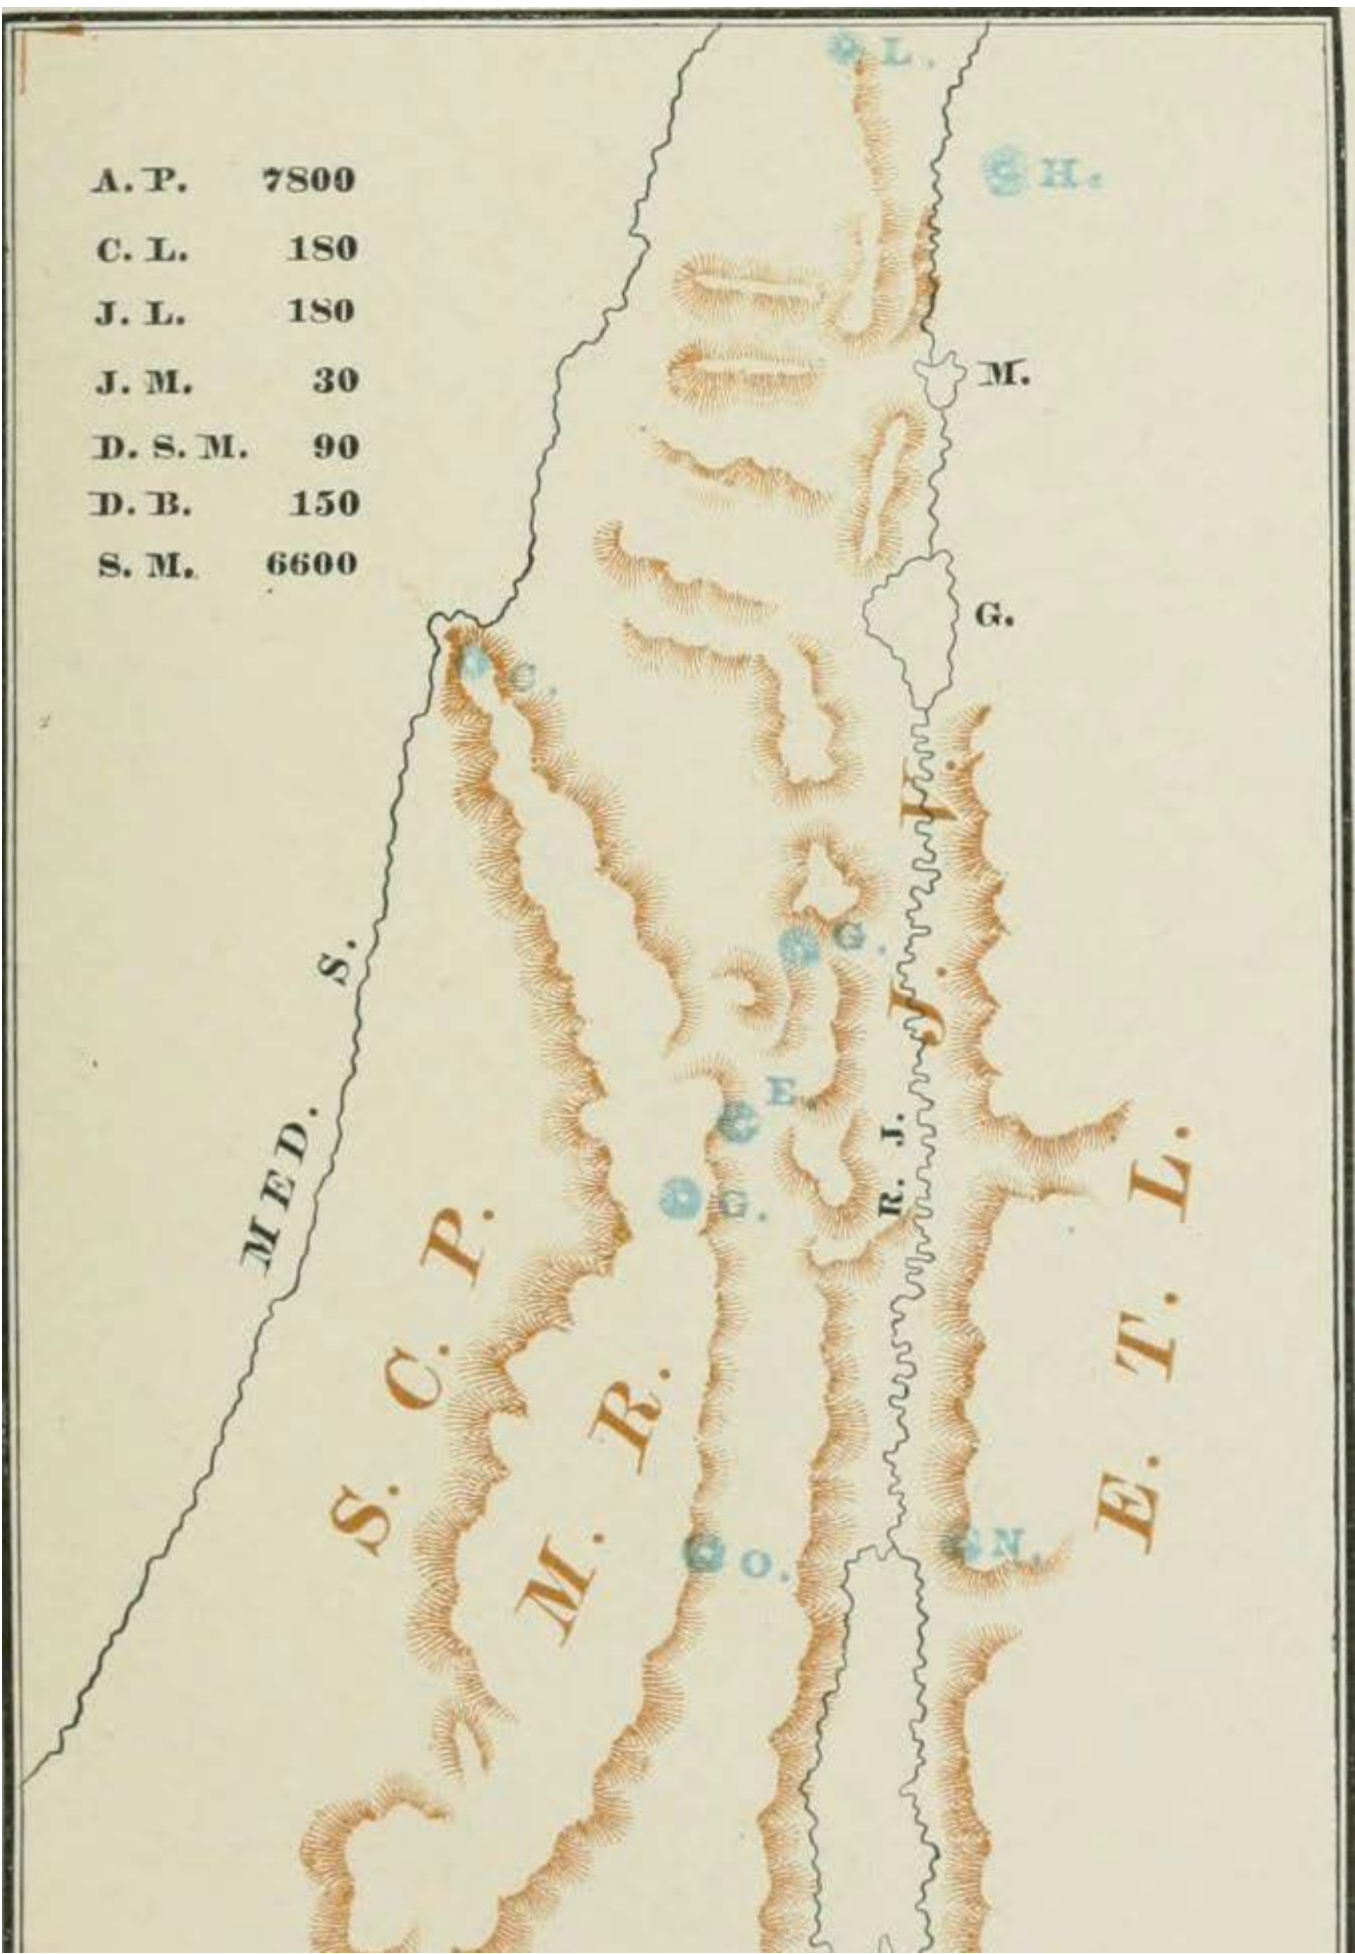 L.
H.
A. P. 7800
C. L. 180
J. L. 180
J. M. 30
D. S. M. 90
D. B. 150
S. M. 6600
M.
G.
C.
J. V.
G.
MED. S.
E.
R. J.
G.
S. C. P.
M. R.
E. T. L.
O.
N.